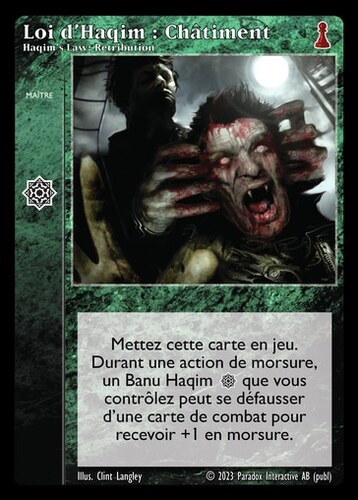 Loi d'Haqim : Châtiment
Haqim's Law: Retribution
MAÎTRE
Mettez cette carte en jeu.
Durant une action de morsure,
un Banu Haqim que vous
contrôlez peut se défausser
d'une carte de combat pour
recevoir +1 en morsure.
Illus. Clint Langley © 2023 Paradox Interactive AB (publ)